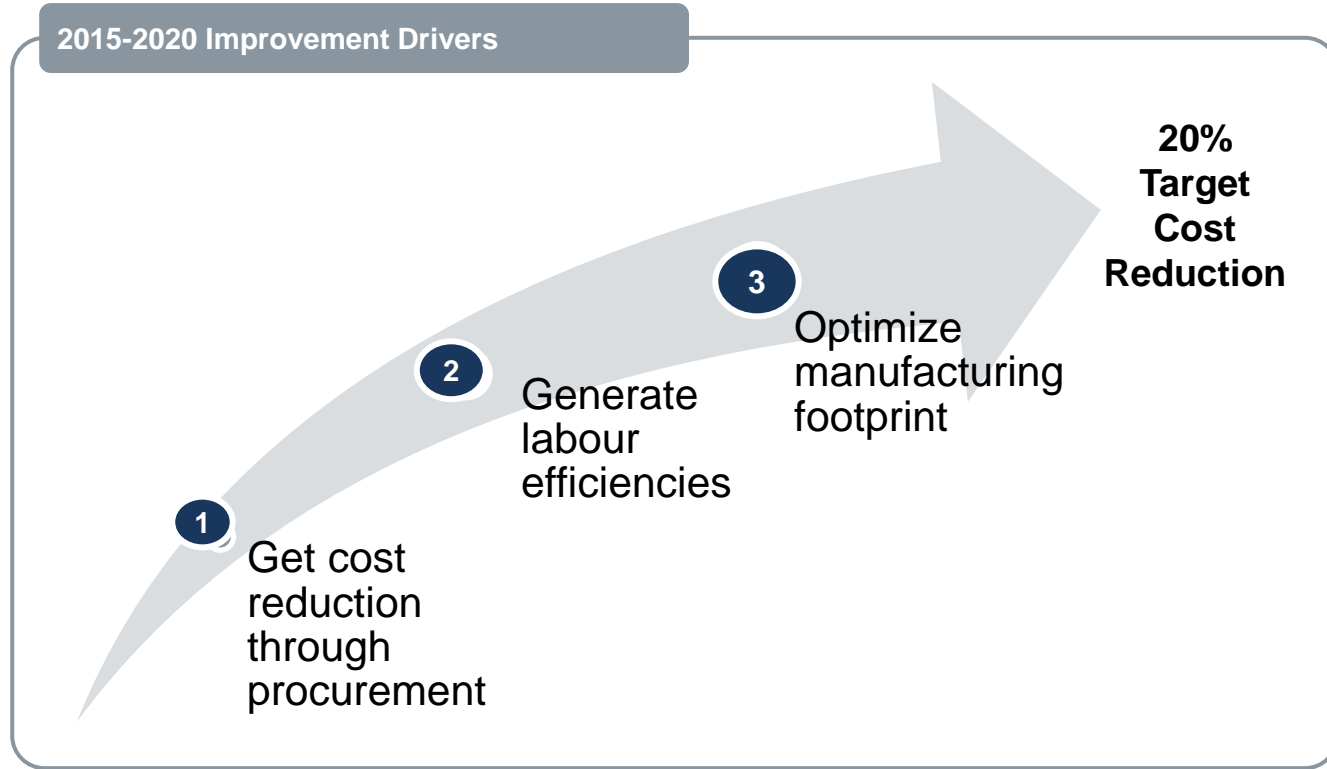 2015-2020 Improvement Drivers
20%
Target
Cost
Reduction
3
Optimize
manufacturing
footprint
2
Generate
labour
efficiencies
1
Get cost
reduction
through
procurement